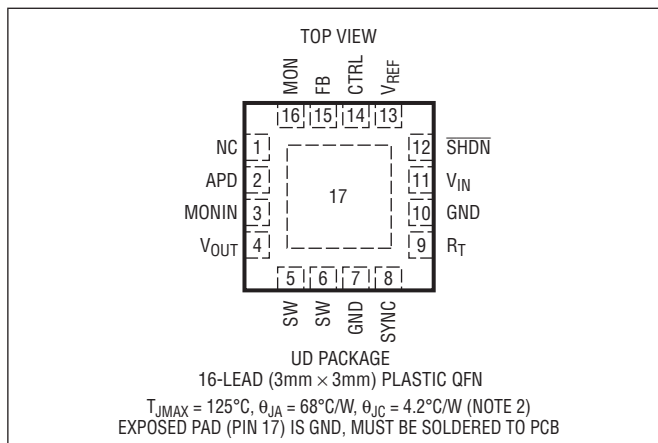 TOP VIEW
MON
FB
CTRL
VREF
16 15 14 13
NC 1
12 SHDN
APD 2
17
11 VIN
MONIN 3
10 GND
VOUT 4
9 RT
5 6 7 8
SW
SW
GND
SYNC
UD PACKAGE
16-LEAD (3mm × 3mm) PLASTIC QFN
TJMAX = 125°C, θJA = 68°C/W, θJC = 4.2°C/W (NOTE 2)
EXPOSED PAD (PIN 17) IS GND, MUST BE SOLDERED TO PCB